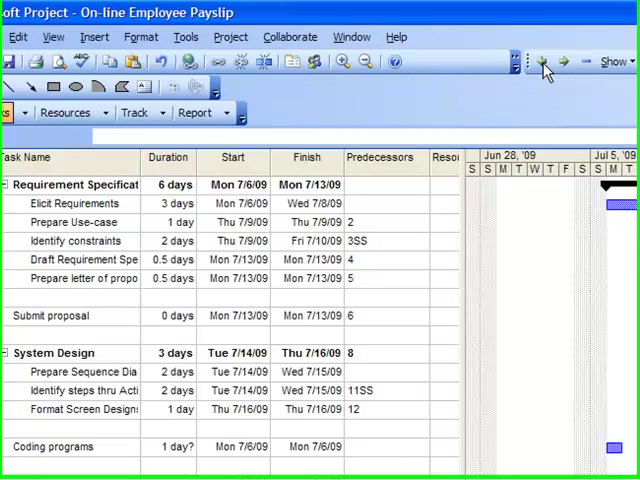 oft Project - On-line Employee Payslip
Edit View Insert Format Tools Project Collaborate Window Help
Show
ks Resources Track Report
Task Name Duration Start Finish Predecessors Resou Jun 28, '09 Jul 5, '09
S S M T W T F S S M T
Requirement Specificat 6 days Mon 7/6/09 Mon 7/13/09
Elicit Requirements 3 days Mon 7/6/09 Wed 7/8/09
Prepare Use-case 1 day Thu 7/9/09 Thu 7/9/09 2
Identify constraints 2 days Thu 7/9/09 Fri 7/10/09 3SS
Draft Requirement Spe 0.5 days Mon 7/13/09 Mon 7/13/09 4
Prepare letter of propo 0.5 days Mon 7/13/09 Mon 7/13/09 5
Submit proposal 0 days Mon 7/13/09 Mon 7/13/09 6
System Design 3 days Tue 7/14/09 Thu 7/16/09 8
Prepare Sequence Dia 2 days Tue 7/14/09 Wed 7/15/09
Identify steps thru Acti 2 days Tue 7/14/09 Wed 7/15/09 11SS
Format Screen Designs 1 day Thu 7/16/09 Thu 7/16/09 12
Coding programs 1 day? Mon 7/6/09 Mon 7/6/09